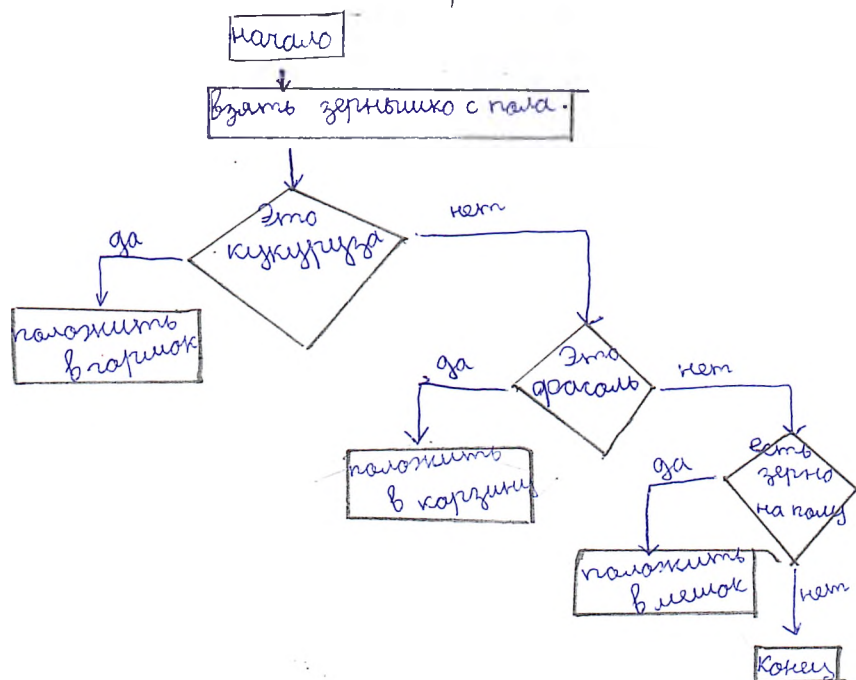 начало
взять зернышко с пола.
Это
кукуруза
да
нет
положить
в горшок
Это
фасоль
да
нет
положить
в корзину
есть
зерно
на полу
да
положить
в мешок
нет
Конец